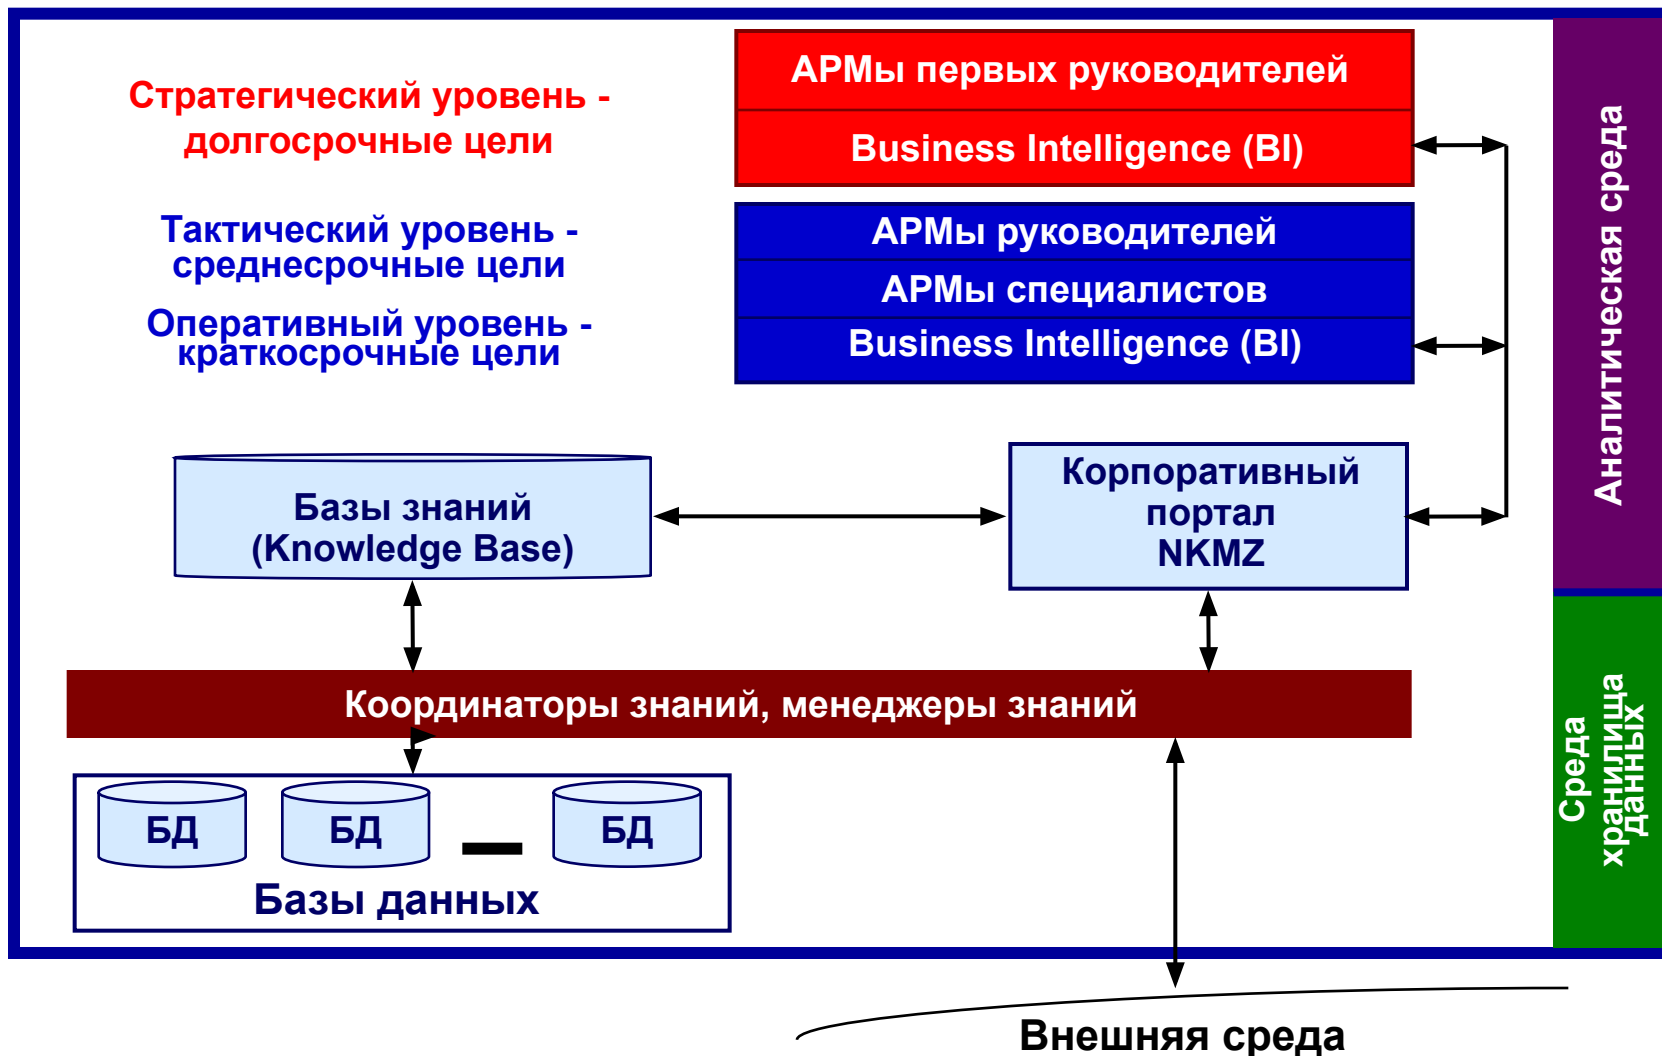 Стратегический уровень -
долгосрочные цели
АРМы первых руководителей
Business Intelligence (BI)
Тактический уровень -
среднесрочные цели
Оперативный уровень -
краткосрочные цели
АРМы руководителей
АРМы специалистов
Business Intelligence (BI)
Аналитическая среда
Базы знаний
(Knowledge Base)
Корпоративный
портал
NKMZ
Координаторы знаний, менеджеры знаний
Среда
хранилища
данных
БД
БД
БД
Базы данных
Внешняя среда